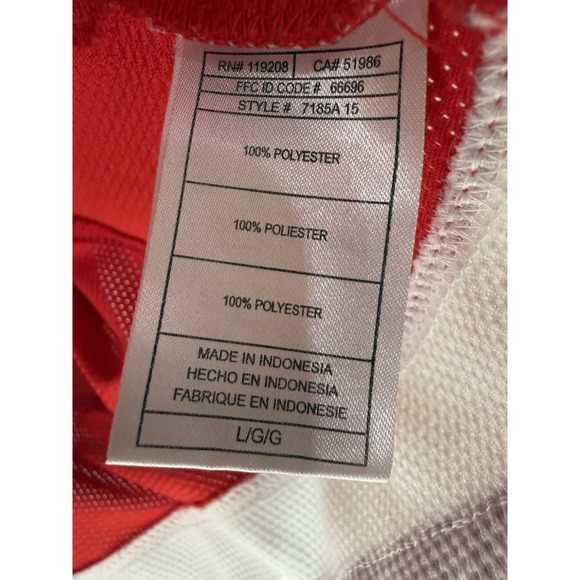 RN# 119208 CA# 51986
FFC ID CODE # 66696
STYLE # 7185A 15
100% POLYESTER
100% POLIESTER
100% POLYESTER
MADE IN INDONESIA
HECHO EN INDONESIA
FABRIQUE EN INDONESIE
L/G/G